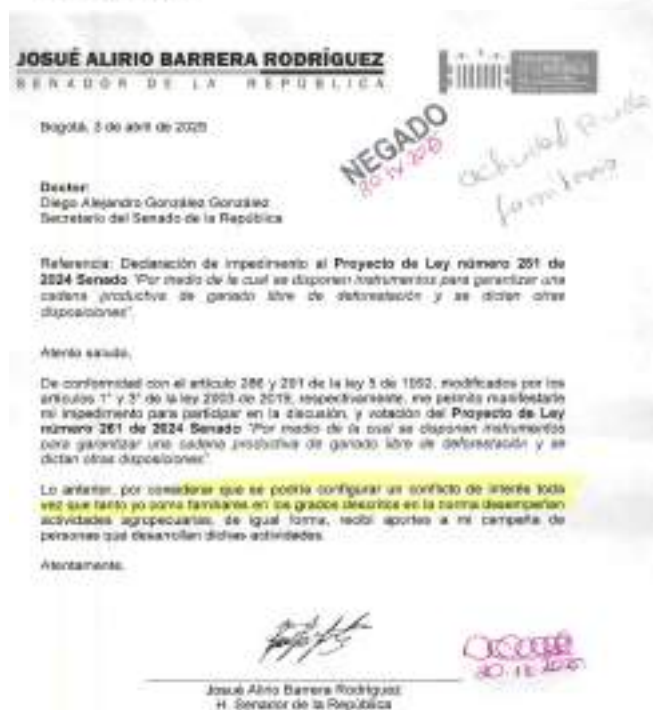 JOSUÉ ALIRIO BARRERA RODRÍGUEZ
SENADOR DE LA REPÚBLICA
Bogotá, 3 de abril de 2025
NEGADO
Doctor
Diego Alejandro González González
Secretario del Senado de la República
Referencia: Declaración de impedimento al Proyecto de Ley número 261 de
2024 Senado "Por medio de la cual se disponen instrumentos para garantizar una
cadena productiva de ganado libre de deforestación y se dictan otras
disposiciones".
Atento saludo,
De conformidad con el artículo 286 y 291 de la ley 5 de 1992, modificados por los
artículos 1° y 3° de la ley 2003 de 2019, respectivamente, me permito manifestarle
mi impedimento para participar en la discusión, y votación del Proyecto de Ley
número 261 de 2024 Senado "Por medio de la cual se disponen instrumentos
para garantizar una cadena productiva de ganado libre de deforestación y se
dictan otras disposiciones"
Lo anterior, por considerar que se podría configurar un conflicto de interés toda
vez que tanto yo como familiares en los grados descritos en la norma desempeñan
actividades agropecuarias, de igual forma, recibí aportes a mi campaña de
personas que desarrollan dichas actividades.
Atentamente,
Josué Alirio Barrera Rodríguez
H. Senador de la República